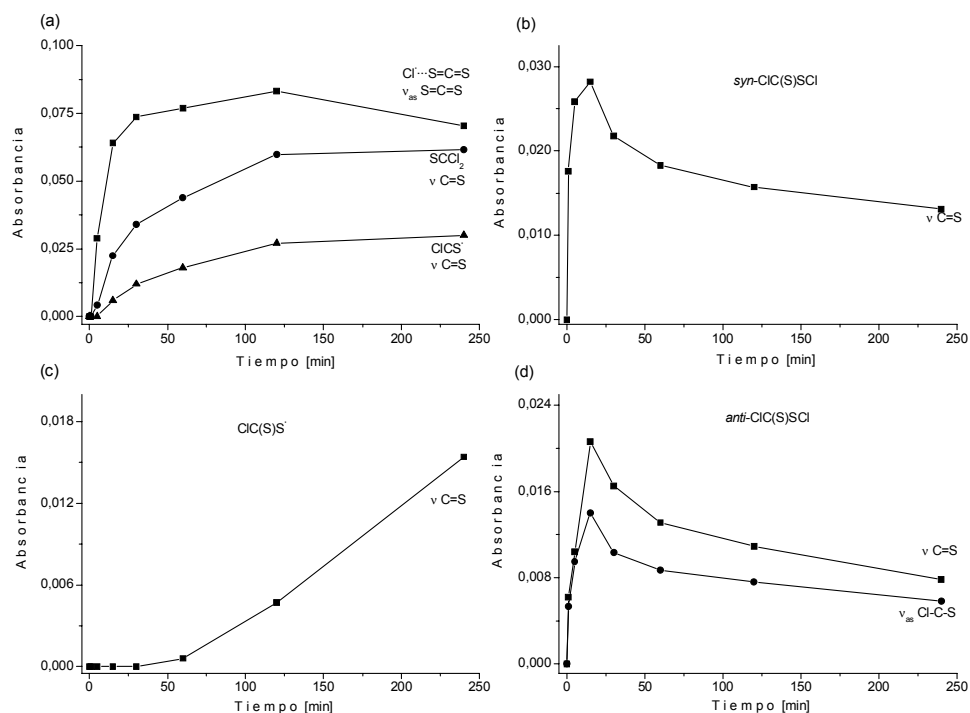 (a)
0,100
0,075
0,050
0,025
0,000
Absorbancia
Cl˙···S=C=S
ν as S=C=S
SCCl2
ν C=S
ClCS˙
ν C=S
0 50 100 150 200 250
Tiempo [min]
(b)
0,030
0,020
0,010
0,000
Absorbancia
syn-ClC(S)SCl
ν C=S
0 50 100 150 200 250
Tiempo [min]
(c)
0,018
0,012
0,006
0,000
Absorbancia
ClC(S)S˙
ν C=S
0 50 100 150 200 250
Tiempo [min]
(d)
0,024
0,016
0,008
0,000
Absorbancia
anti-ClC(S)SCl
ν C=S
ν as Cl-C-S
0 50 100 150 200 250
Tiempo [min]